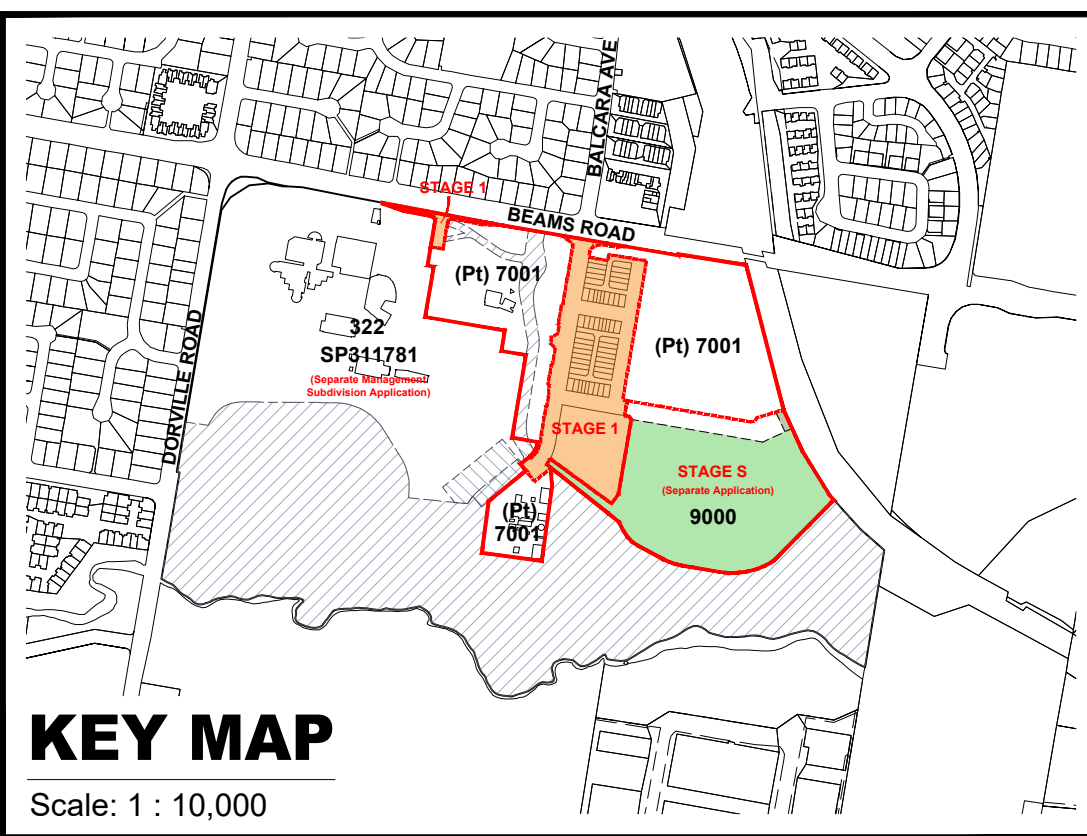 BALCARA AVE
STAGE 1
BEAMS ROAD
(Pt) 7001
322
SP311781
(Separate Management
Subdivision Application)
(Pt) 7001
DORVILLE ROAD
STAGE 1
STAGE S
(Separate Application)
9000
(Pt)
7001
KEY MAP
Scale: 1 : 10,000